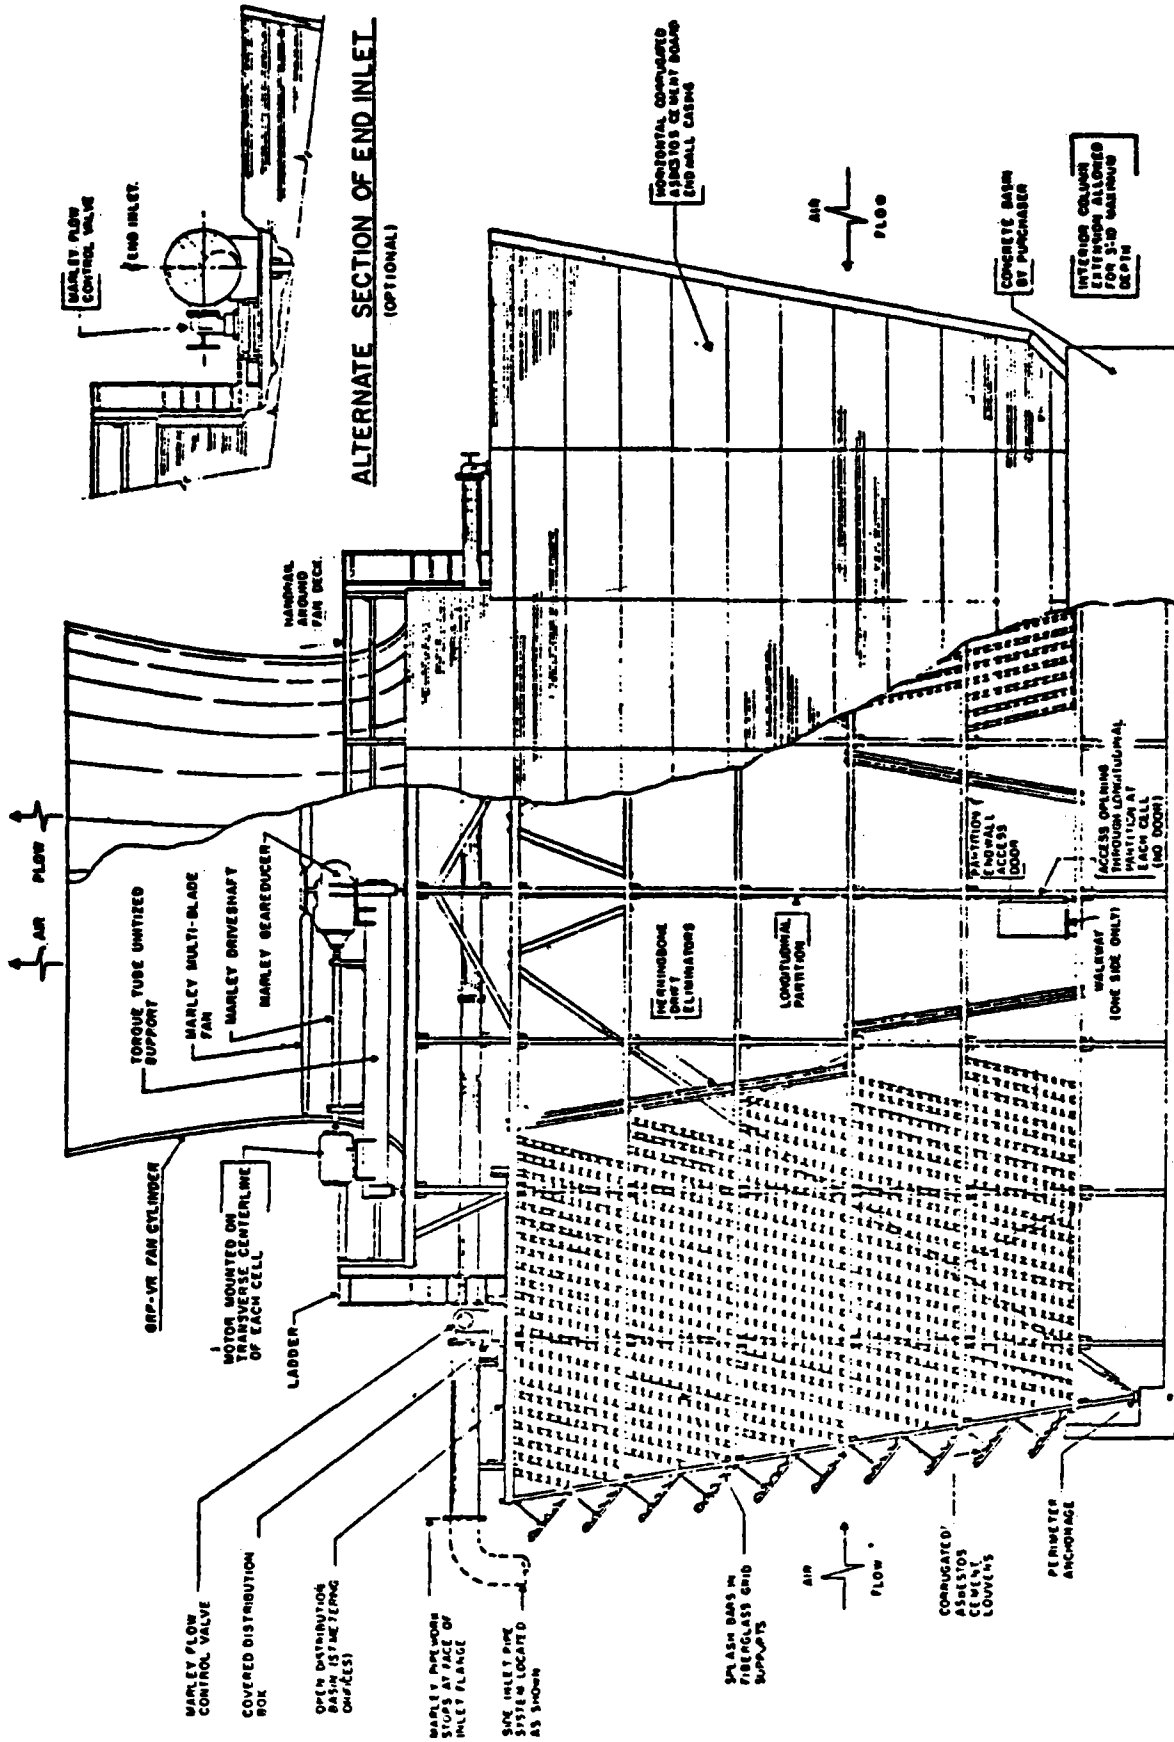 AIR FLOW
GRP-VR FAN CYLINDER
MOTOR MOUNTED ON
TRANSVERSE CENTERLINE
OF EACH CELL
LADDER
TORQUE TUBE UNITIZED
SUPPORT
MARLEY MULTI-BLADE
FAN
MARLEY DRIVESHAFT
MARLEY GEAREDUCER
HANDRAIL
AROUND
FAN DECK
MARLEY FLOW
CONTROL VALVE
END INLET
ALTERNATE SECTION OF END INLET
(OPTIONAL)
MARLEY FLOW
CONTROL VALVE
COVERED DISTRIBUTION
BOX
OPEN DISTRIBUTION
BASIN
ORIFICES)
MARLEY PIPEWORK
STOPS AT FACE OF
INLET FLANGE
SIDE INLET PIPE
SYSTEM LOCATED
AS SHOWN
HORIZONTAL CORRUGATED
ASBESTOS CEMENT BOARD
ENDWALL CASING
HERRINGBONE
DRIFT
ELIMINATORS
LONGITUDINAL
PARTITION
SPLASH BARS IN
FIBERGLASS GRID
SUPPORTS
AIR
FLOW
AIR
FLOW
CORRUGATED
ASBESTOS
CEMENT
LOUVERS
PERIMETER
ANCHORAGE
PARTITION /
ENDWALL
ACCESS
DOOR
WALKWAY
(ONE SIDE ONLY)
ACCESS OPENING
THROUGH LONGITUDINAL
PARTITION AT
EACH CELL
(NO DOOR)
CONCRETE BASIN
BY PURCHASER
INTERIOR COLUMN
EXTENSION ALLOWED
FOR MAXIMUM
DEPTH